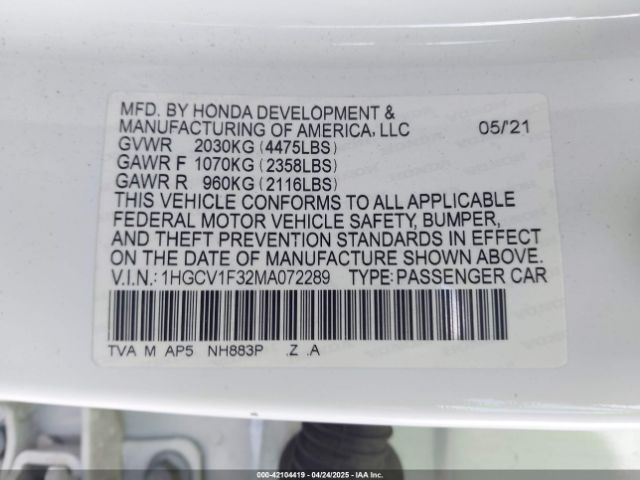 MFD. BY HONDA DEVELOPMENT &
MANUFACTURING OF AMERICA, LLC 05/'21
GVWR 2030KG (4475LBS)
GAWR F 1070KG (2358LBS)
GAWR R 960KG (2116LBS)
THIS VEHICLE CONFORMS TO ALL APPLICABLE
FEDERAL MOTOR VEHICLE SAFETY, BUMPER,
AND THEFT PREVENTION STANDARDS IN EFFECT
ON THE DATE OF MANUFACTURE SHOWN ABOVE.
V.I.N.: 1HGCV1F32MA072289 TYPE: PASSENGER CAR
TVA M AP5 NH883P .Z .A
000-42104419 - 04/24/2025 - IAA Inc.